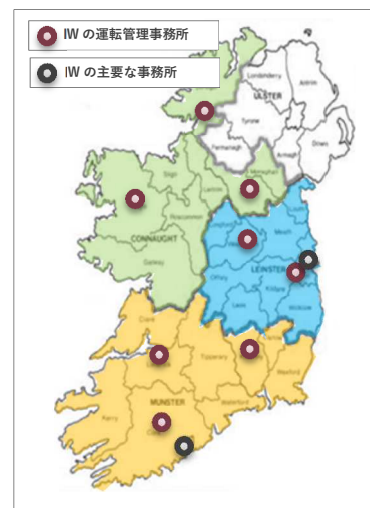 IW の運転管理事務所
IW の主要な事務所
Londonderry
Antrim
ULSTER
Tyrone
Fermanagh
Armagh
Down
Monaghan
Sligo
Leitrim
Roscommon
CONNAUGHT
Galway
Longford
Meath
LEINSTER
Offaly
Kildare
Laois
Wicklow
Clare
Tipperary
Wexford
MUNSTER
Kerry
Waterford